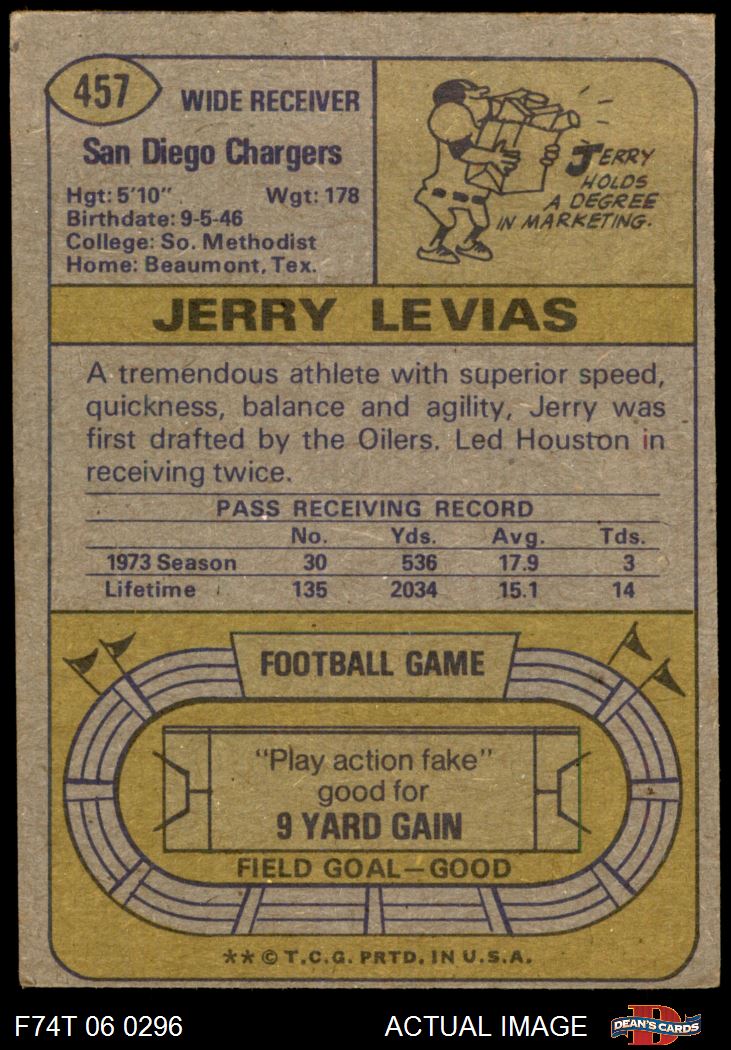 457
WIDE RECEIVER
San Diego Chargers
Hgt: 5'10" Wgt: 178
Birthdate: 9-5-46
College: So. Methodist
Home: Beaumont, Tex.
JERRY
HOLDS
A DEGREE
IN MARKETING.
JERRY LEVIAS
A tremendous athlete with superior speed,
quickness, balance and agility, Jerry was
first drafted by the Oilers. Led Houston in
receiving twice.
PASS RECEIVING RECORD
No. Yds. Avg. Tds.
1973 Season 30 536 17.9 3
Lifetime 135 2034 15.1 14
FOOTBALL GAME
"Play action fake"
good for
9 YARD GAIN
FIELD GOAL—GOOD
** © T.C.G. PRTD. IN U.S.A.
F74T 06 0296 ACTUAL IMAGE
D
DEAN'S CARDS